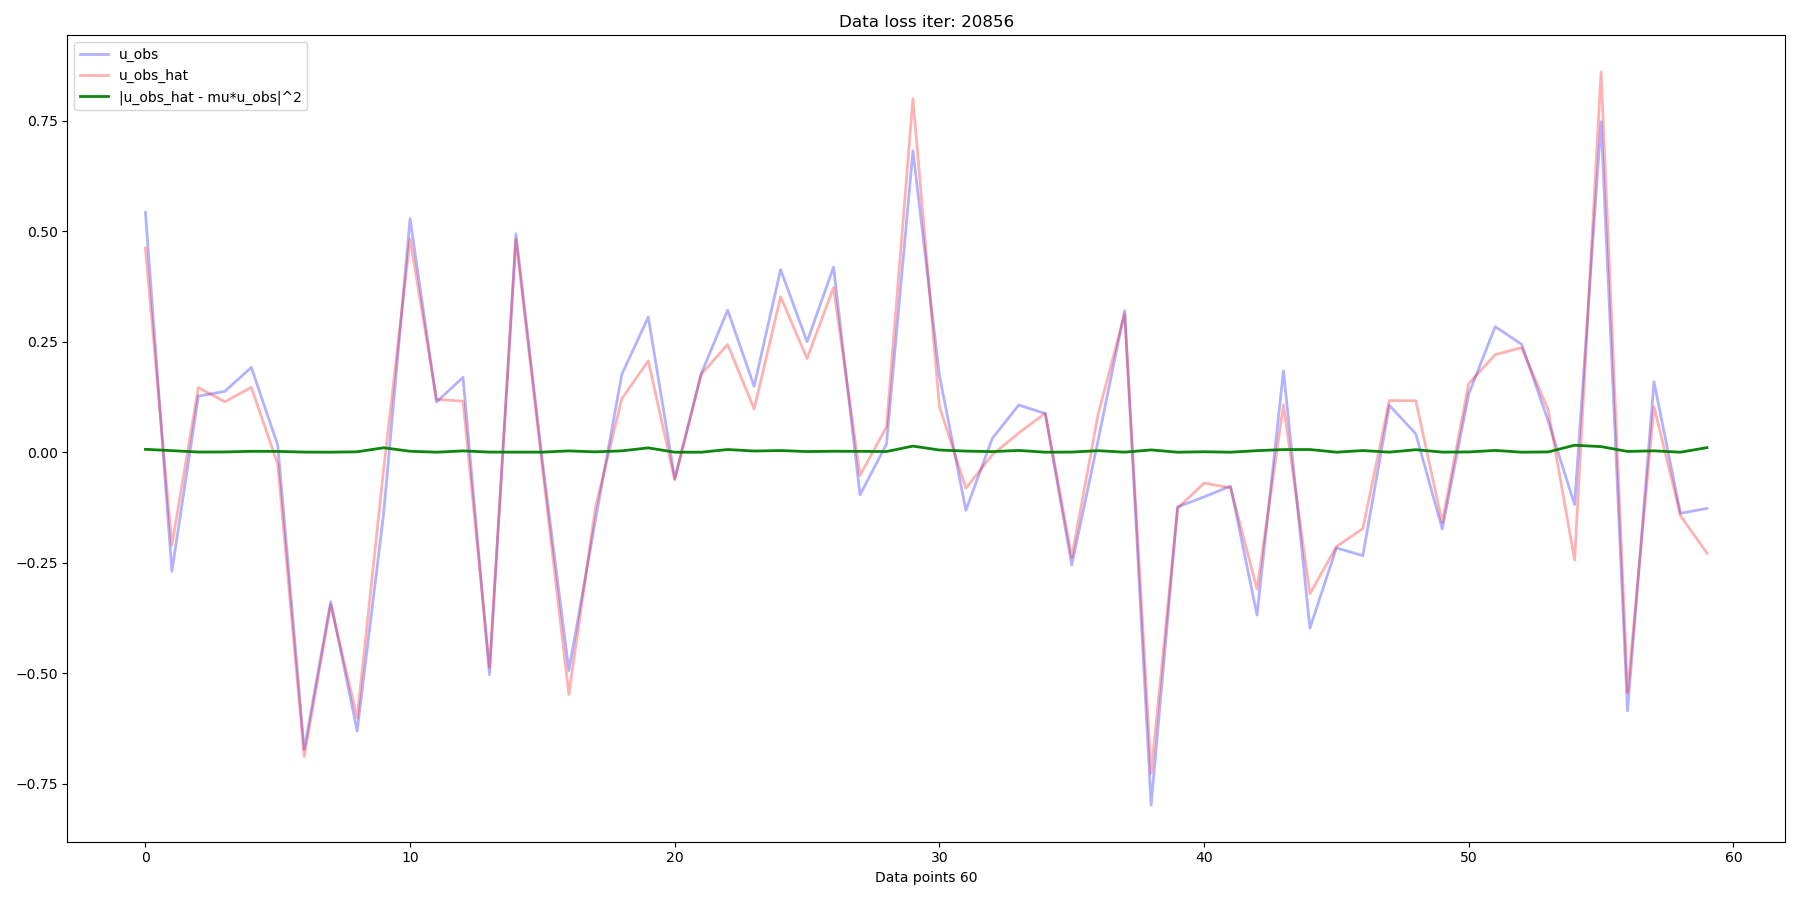 Data loss iter: 20856
u_obs
u_obs_hat
|u_obs_hat - mu*u_obs|^2
0.75
0.50
0.25
0.00
−0.25
−0.50
−0.75
0 10 20 30 40 50 60
Data points 60